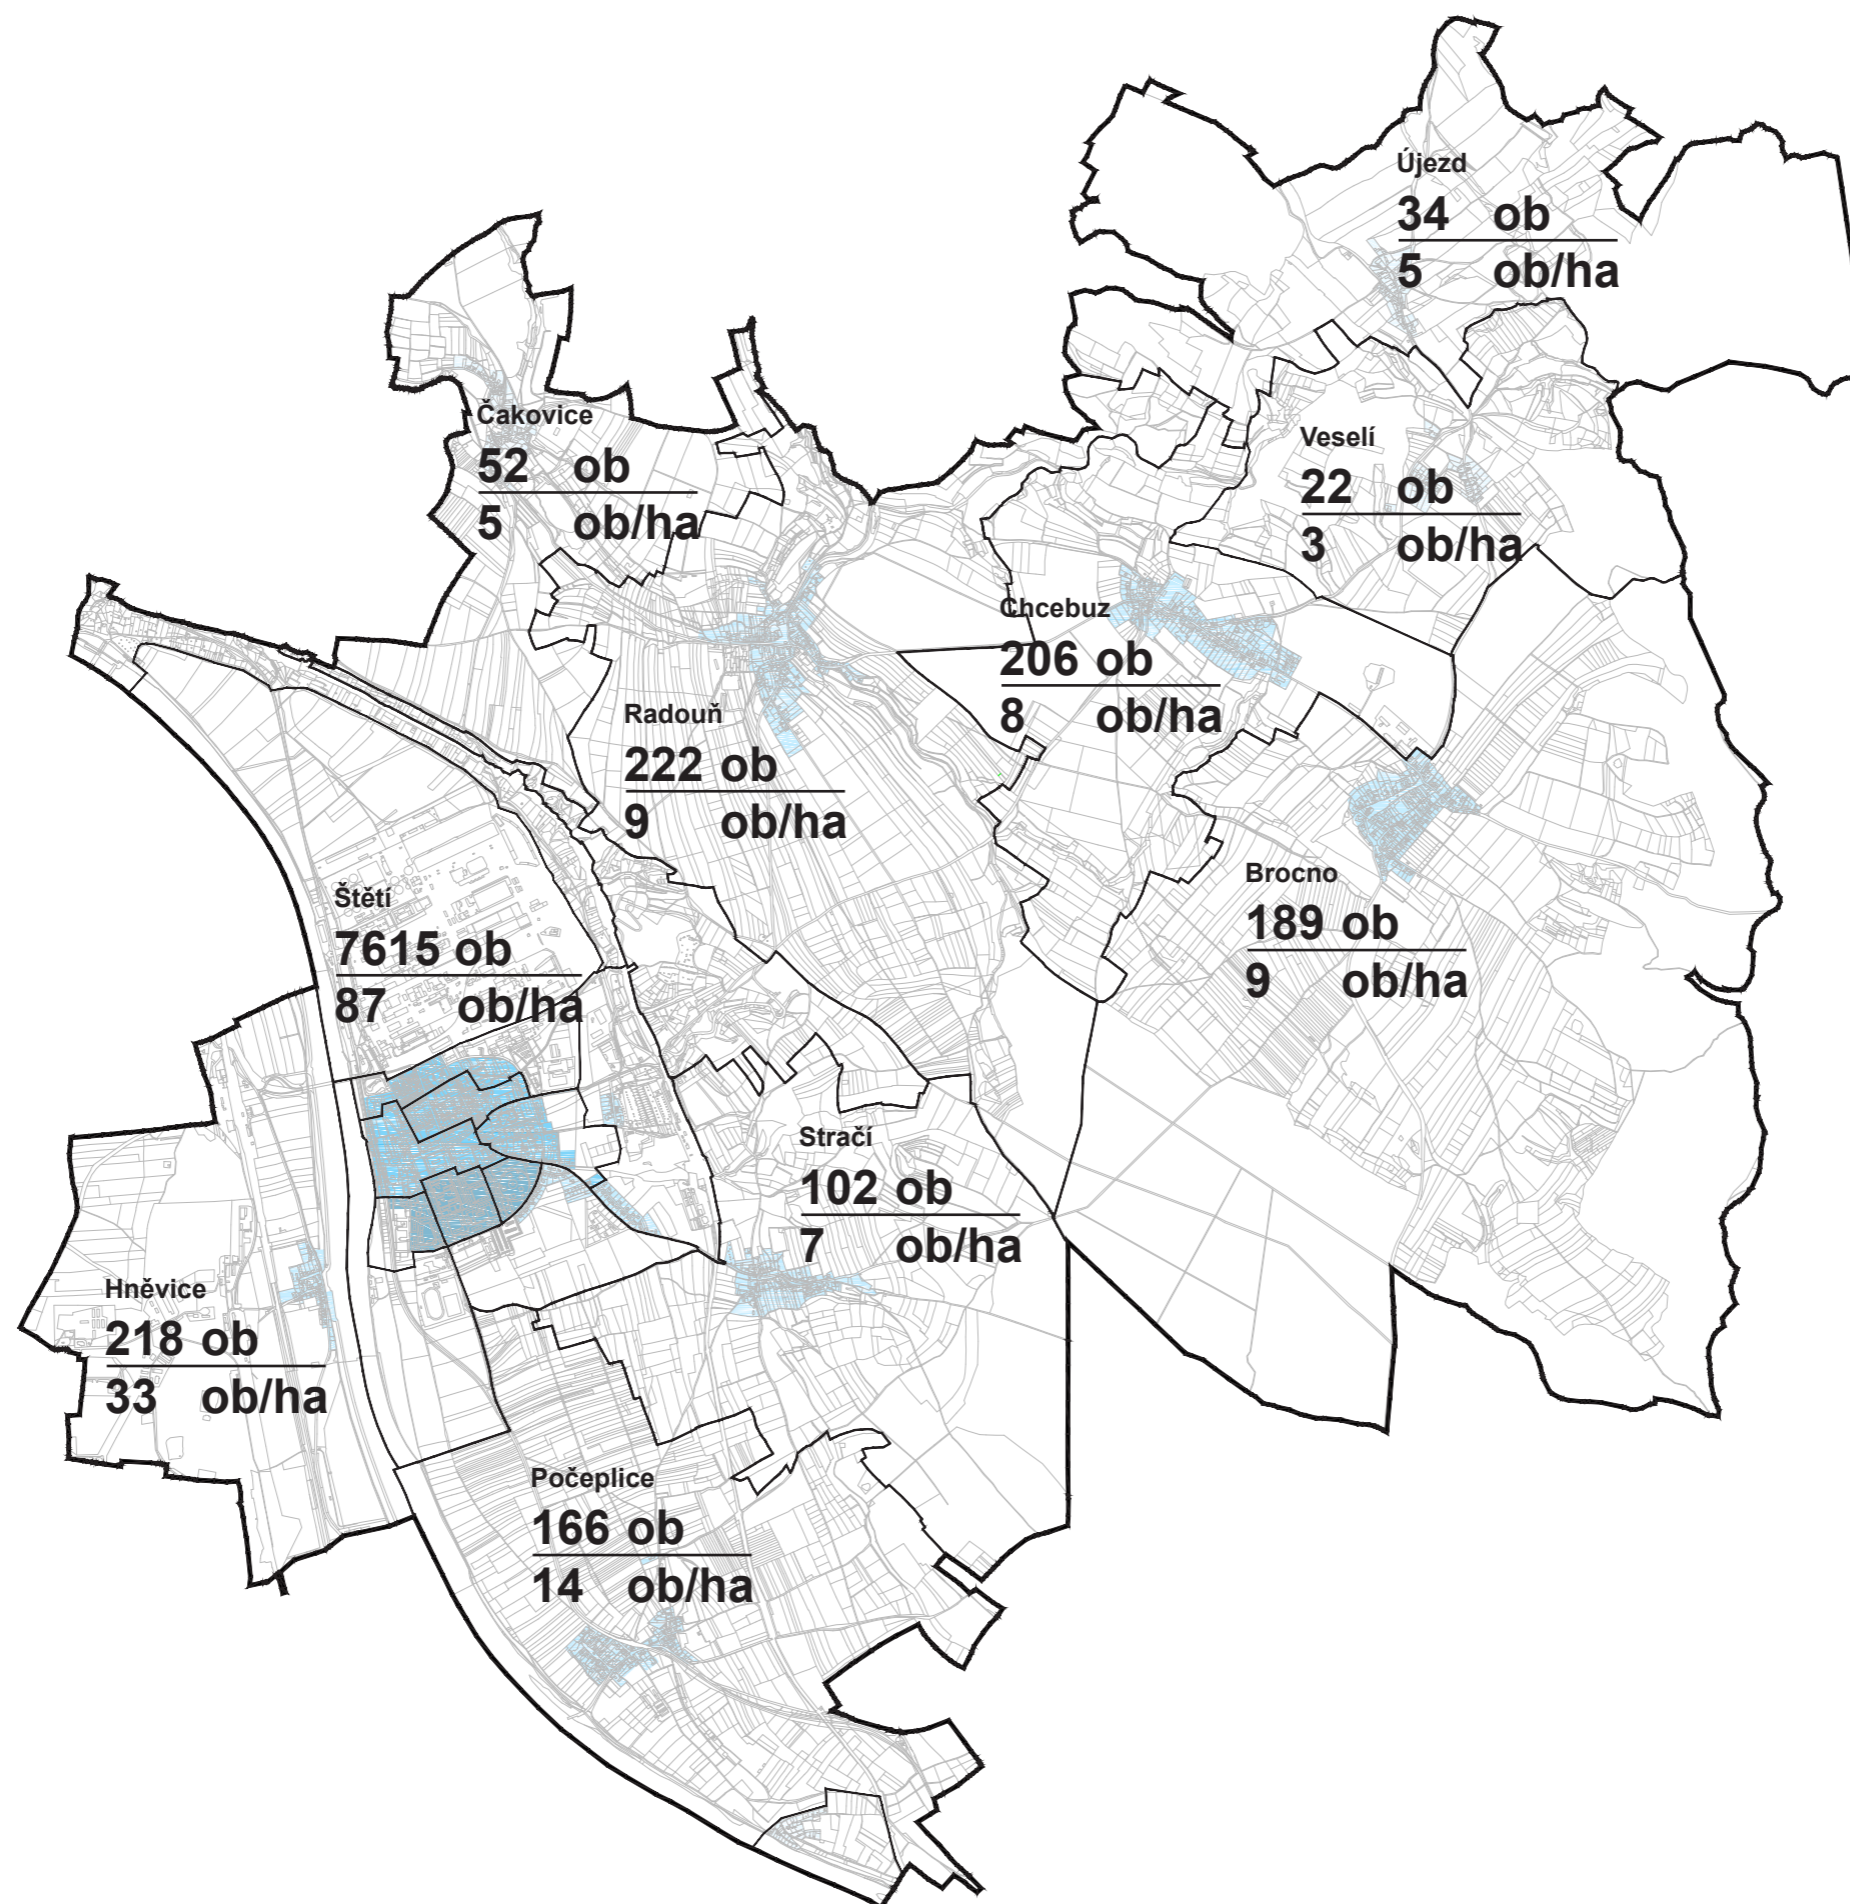 Újezd
34 ob
5 ob/ha
Čakovice
52 ob
5 ob/ha
Veselí
22 ob
3 ob/ha
Chcebuz
206 ob
8 ob/ha
Radouň
222 ob
9 ob/ha
Brocno
189 ob
9 ob/ha
Štětí
7615 ob
87 ob/ha
Stračí
102 ob
7 ob/ha
Hněvice
218 ob
33 ob/ha
Počeplice
166 ob
14 ob/ha